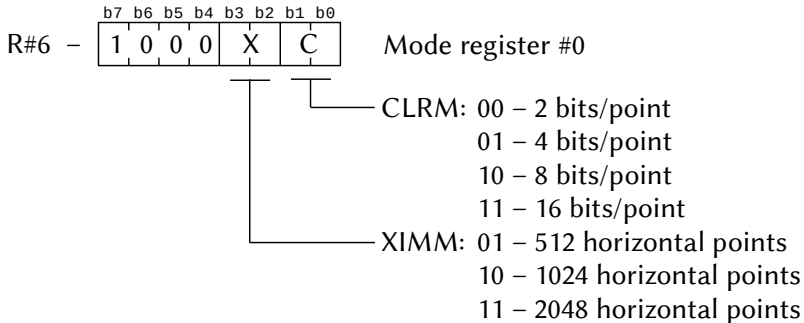 b7 b6 b5 b4 b3 b2 b1 b0
R#6 – 1 0 0 0 X C Mode register #0
CLRM: 00 – 2 bits/point
01 – 4 bits/point
10 – 8 bits/point
11 – 16 bits/point
XIMM: 01 – 512 horizontal points
10 – 1024 horizontal points
11 – 2048 horizontal points